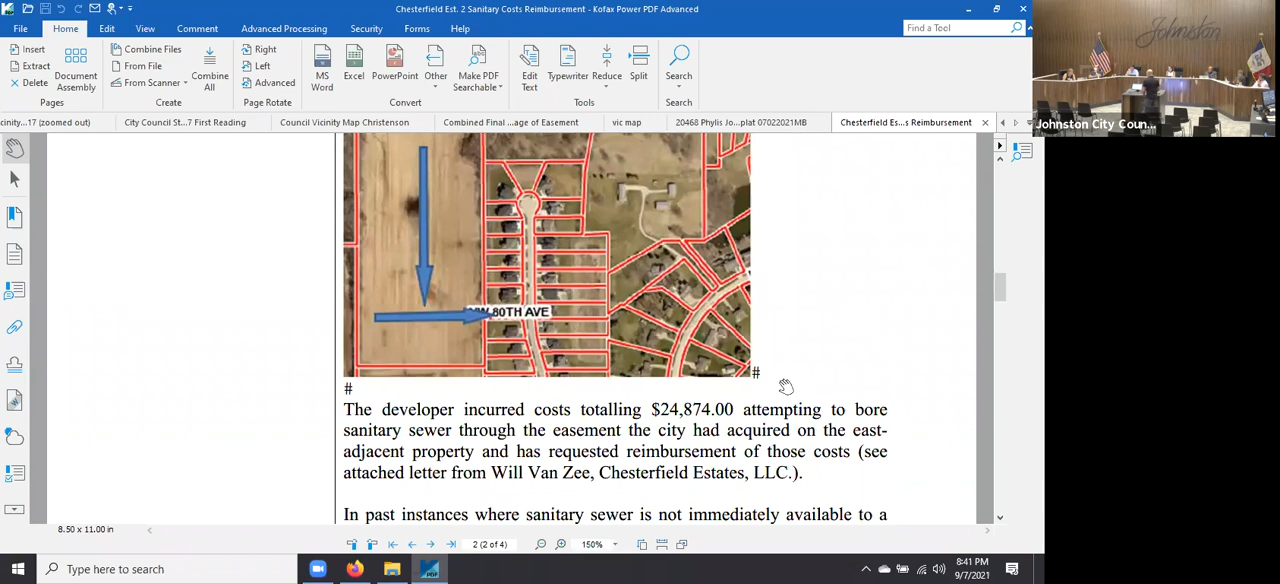 Chesterfield Est. 2 Sanitary Costs Reimbursement - Kofax Power PDF Advanced
File Home Edit View Comment Advanced Processing Security Forms Help Find a Tool
Insert Extract Delete
Document Assembly
Pages
Combine Files From File From Scanner
Combine All
Create
Right Left Advanced
Page Rotate
MS Word Excel PowerPoint Other Make PDF Searchable
Convert
Edit Text Typewriter Reduce Split
Tools
Search
Search
cinity...17 (zoomed out) City Council St...7 First Reading Council Vicinity Map Christenson Combined Final ...age of Easement vic map 20468 Phylis Jo...plat 07022021MB Chesterfield Es...s Reimbursement
Johnston
Johnston City Coun...
80TH AVE
#
#
The developer incurred costs totalling $24,874.00 attempting to bore
sanitary sewer through the easement the city had acquired on the east-
adjacent property and has requested reimbursement of those costs (see
attached letter from Will Van Zee, Chesterfield Estates, LLC.).
In past instances where sanitary sewer is not immediately available to a
8.50 x 11.00 in
2 (2 of 4) 150%
Type here to search
8:41 PM
9/7/2021